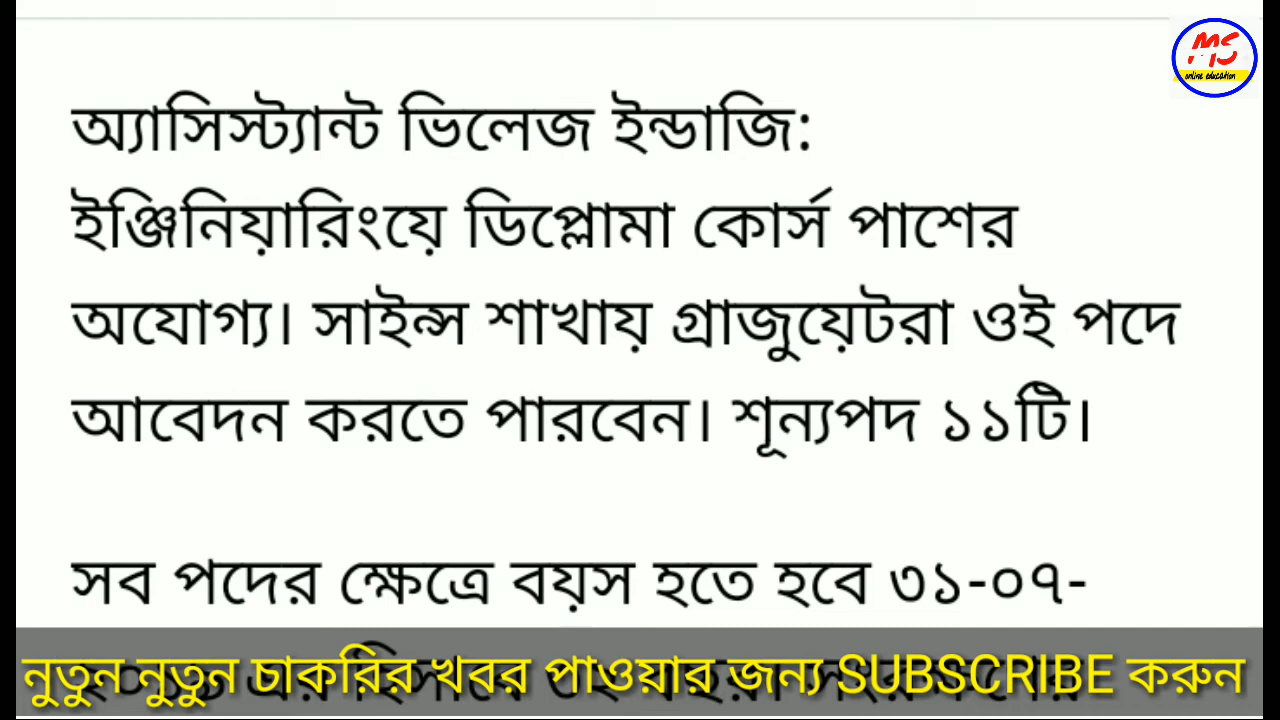 MS
online education
অ্যাসিস্ট্যান্ট ভিলেজ ইন্ডাজি:
ইঞ্জিনিয়ারিংয়ে ডিপ্লোমা কোর্স পাশের
অযোগ্য। সাইন্স শাখায় গ্রাজুয়েটরা ওই পদে
আবেদন করতে পারবেন। শূন্যপদ ১১টি।
সব পদের ক্ষেত্রে বয়স হতে হবে ৩১-০৭-
নুতুন নুতুন চাকরির খবর পাওয়ার জন্য SUBSCRIBE করুন